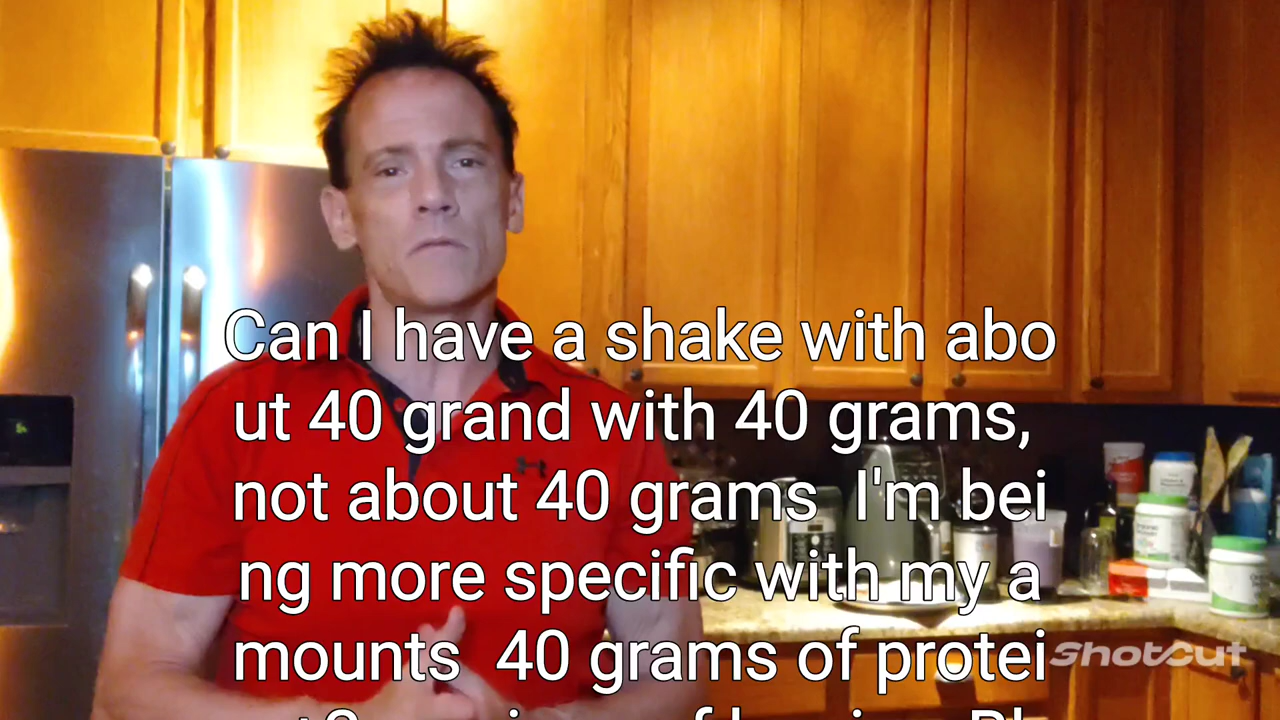 Can I have a shake with abo
ut 40 grand with 40 grams,
not about 40 grams  I'm bei
ng more specific with my a
mounts  40 grams of protei
ShotCut